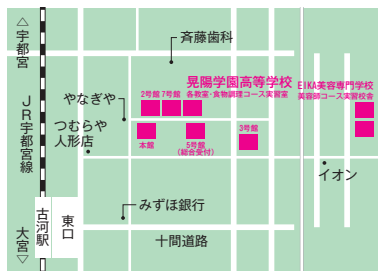 △宇都宮
斉藤歯科
晃陽学園高等学校
各教室・食物調理コース実習室
EIKA美容専門学校
美容師コース実習校舎
2号館
7号館
やなぎや
つむらや
人形店
本館
5号館
(総合受付)
3号館
JR宇都宮線
イオン
古河駅
東口
みずほ銀行
十間道路
大宮▽